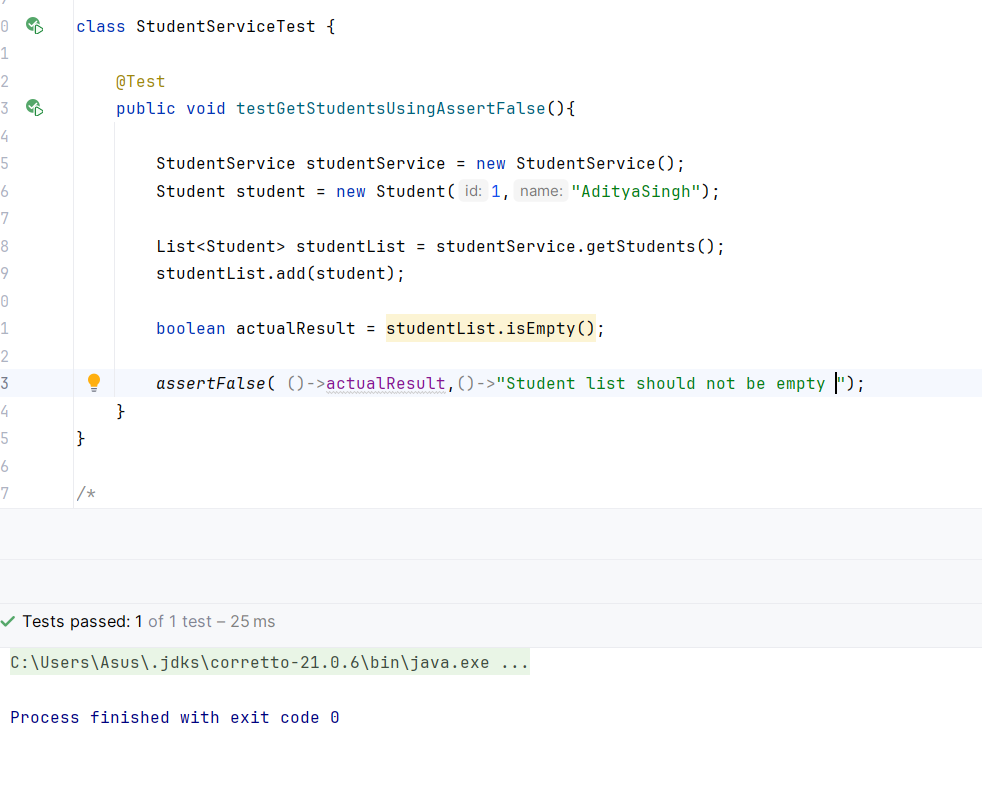 0 class StudentServiceTest {
1
2 @Test
3 public void testGetStudentsUsingAssertFalse(){
4
5 StudentService studentService = new StudentService();
6 Student student = new Student( id: 1, name: "AdityaSingh");
7
8 List<Student> studentList = studentService.getStudents();
9 studentList.add(student);
0
1 boolean actualResult = studentList.isEmpty();
2
3 assertFalse( ()->actualResult,()->"Student list should not be empty ");
4 }
5 }
6
7 /*
Tests passed: 1 of 1 test – 25 ms
C:\Users\Asus\.jdks\corretto-21.0.6\bin\java.exe ...
Process finished with exit code 0